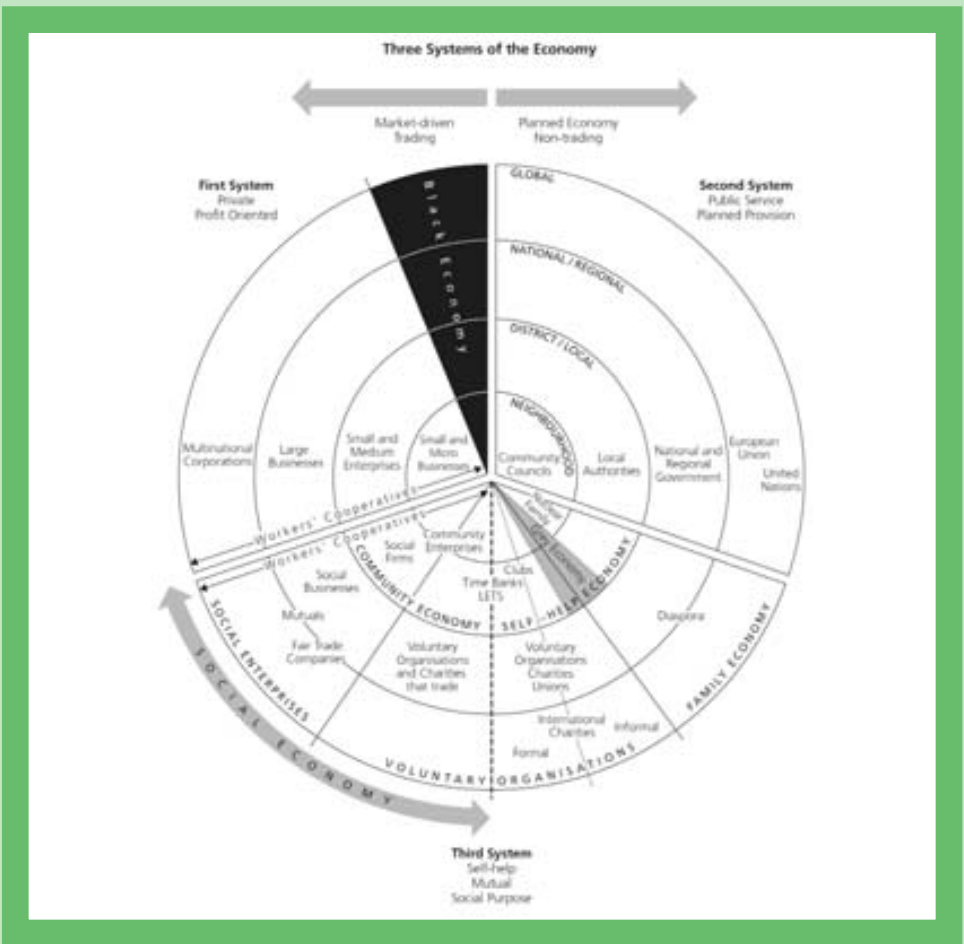 Three Systems of the Economy
Market-driven
Trading
Planned Economy
Non-trading
First System
Private
Profit Oriented
Second System
Public Service
Planned Provision
Black Economy
GLOBAL
NATIONAL / REGIONAL
DISTRICT / LOCAL
NEIGHBOURHOOD
Multinational
Corporations
Large
Businesses
Small and
Medium
Enterprises
Small and
Micro
Businesses
Community
Councils
Local
Authorities
National and
Regional
Government
European
Union
United
Nations
Workers' Cooperatives
Workers' Cooperatives
Nuclear
Family
Grey Economy
Social
Firms
Community
Enterprises
Social
Businesses
Mutuals
Fair Trade
Companies
COMMUNITY ECONOMY
Clubs
Time Banks
LETS
SELF-HELP ECONOMY
Diaspora
Voluntary
Organisations
and Charities
that trade
Voluntary
Organisations
Charities
Unions
International
Charities
Informal
Formal
SOCIAL ENTERPRISES
VOLUNTARY ORGANISATIONS
FAMILY ECONOMY
SOCIAL ECONOMY
Third System
Self-help
Mutual
Social Purpose